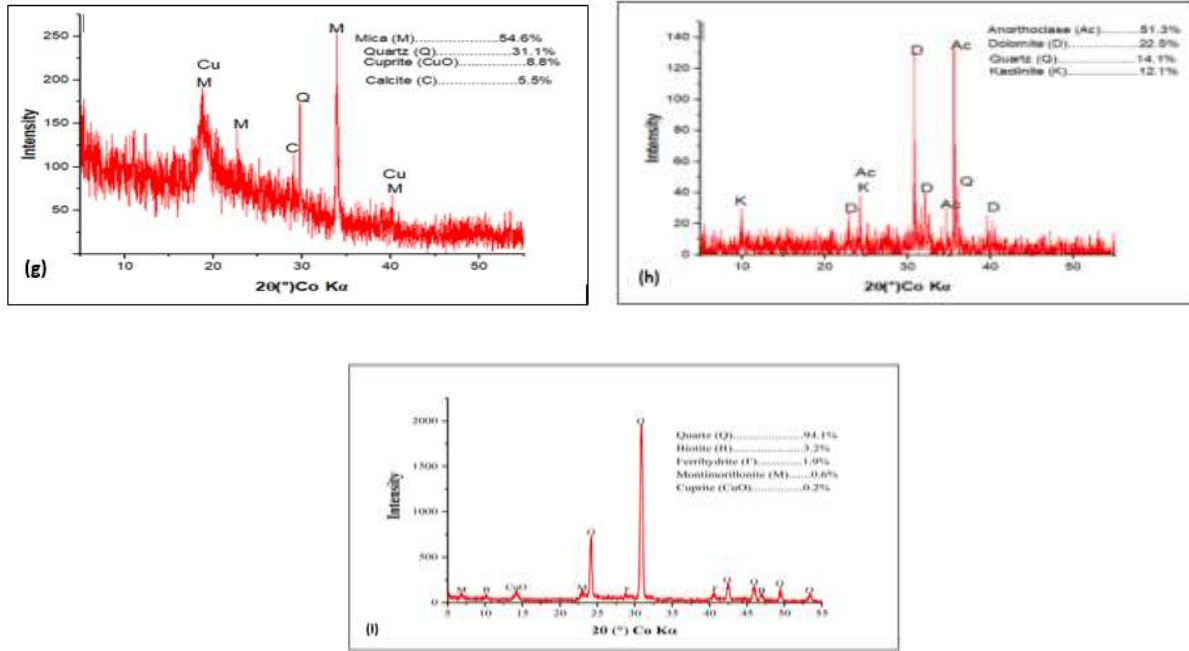 Mica (M)..................54.6%
Quartz (Q) ..................31.1%
Cuprite (CuO)..............8.8%
Calcite (C) ..................5.5%
250
200
150
100
50
Intensity
Cu
M
M
C
Q
M
Cu
M
10 20 30 40 50
2θ(°)Co Kα
(g)
Anorthoclase (Ac)..................51.3%
Dolomite (D)..................22.5%
Quartz (Q) ..................14.1%
Kaolinite (K)..................12.1%
140
120
100
80
60
40
20
0
Intensity
K
D
Ac
K
D
D
Ac
Ac
Q
D
10 20 30 40 50
2θ(°)Co Kα
(h)
Quartz (Q)..................94.1%
Biotite (B)..................3.2%
Ferrihydrite (F)..............1.9%
Montimorillonite (M).......0.6%
Cuprite (CuO)................0.2%
2000
1500
1000
500
0
Intensity
M B CuO M Q F Q F Q Q B Q Q
5 10 15 20 25 30 35 40 45 50 55
2θ (°) Co Kα
(i)